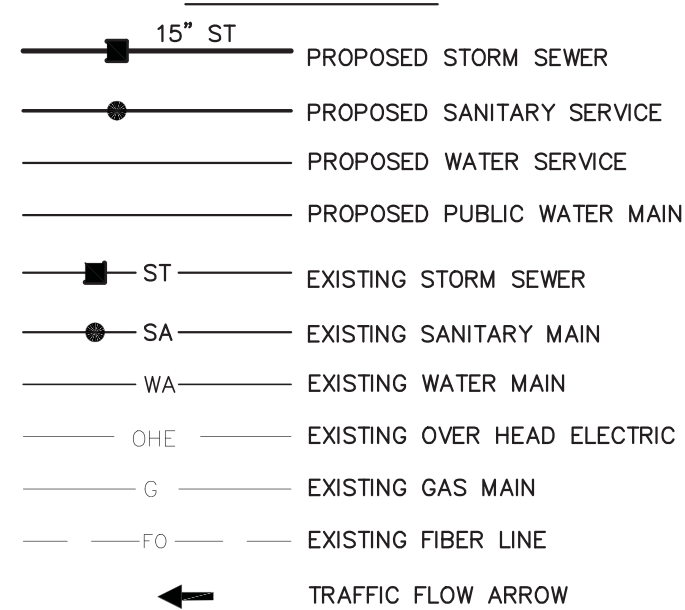 15” ST
PROPOSED STORM SEWER
PROPOSED SANITARY SERVICE
PROPOSED WATER SERVICE
PROPOSED PUBLIC WATER MAIN
ST EXISTING STORM SEWER
SA EXISTING SANITARY MAIN
WA EXISTING WATER MAIN
OHE EXISTING OVER HEAD ELECTRIC
G EXISTING GAS MAIN
FO EXISTING FIBER LINE
TRAFFIC FLOW ARROW